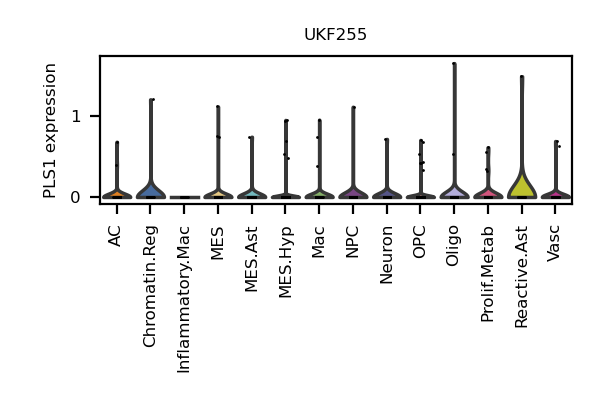 UKF255
PLS1 expression
1
0
AC
Chromatin.Reg
Inflammatory.Mac
MES
MES.Ast
MES.Hyp
Mac
NPC
Neuron
OPC
Oligo
Prolif.Metab
Reactive.Ast
Vasc